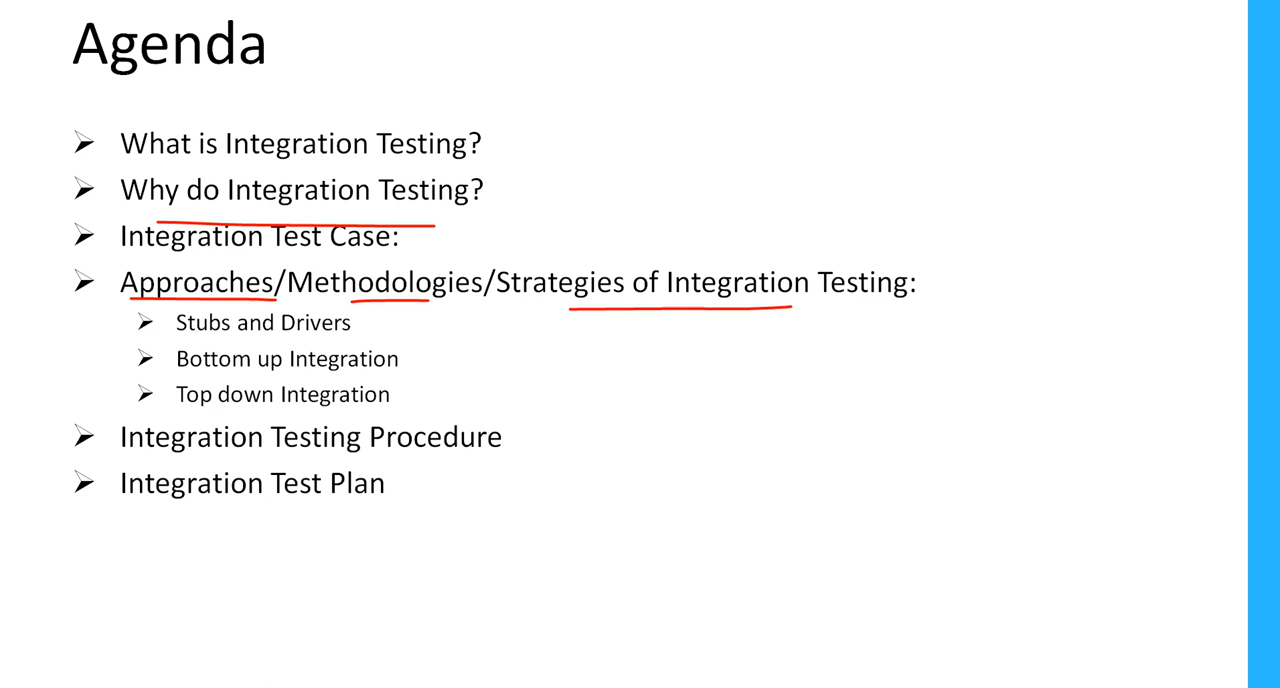 Agenda
What is Integration Testing?
Why do Integration Testing?
Integration Test Case:
Approaches/Methodologies/Strategies of Integration Testing:
Stubs and Drivers
Bottom up Integration
Top down Integration
Integration Testing Procedure
Integration Test Plan